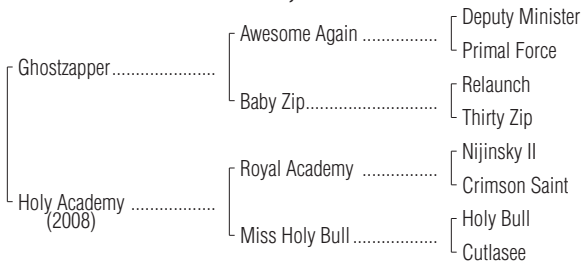 Deputy Minister
Awesome Again ................
Primal Force
Ghostzapper......................
Relaunch
Baby Zip............................
Thirty Zip
Nijinsky II
Royal Academy ................
Crimson Saint
Holy Academy .................
(2008)
Holy Bull
Miss Holy Bull ..................
Cutlasee